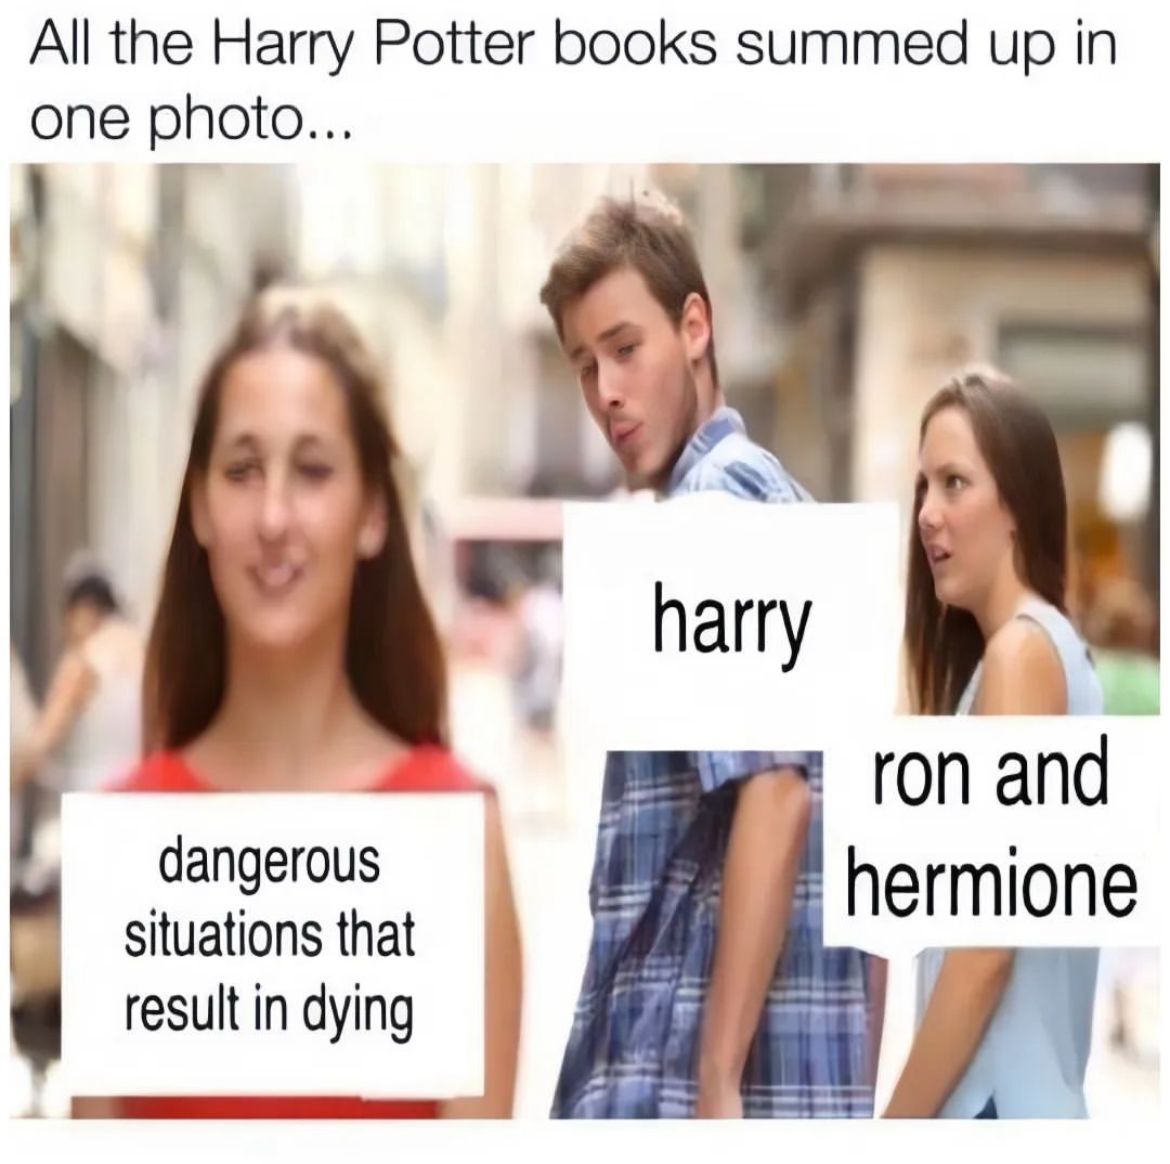 All the Harry Potter books summed up in
one photo...
harry
ron and
hermione
dangerous
situations that
result in dying